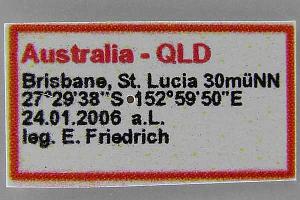 Australia - QLD
Brisbane, St. Lucia 30müNN
27°29'38"S 152°59'50"E
24.01.2006 a.L.
leg. E. Friedrich